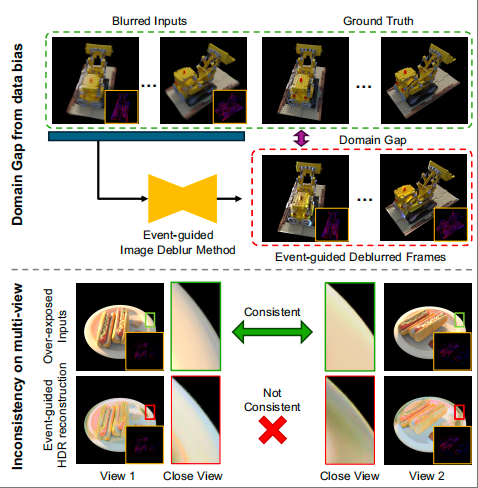 Domain Gap from data bias
Blurred Inputs
Ground Truth
...
...
Domain Gap
Event-guided
Image Deblur Method
...
Event-guided Deblurred Frames
Inconsistency on multi-view
Over-exposed
Inputs
Consistent
Event-guided
HDR reconstruction
Not
Consistent
View 1
Close View
Close View
View 2